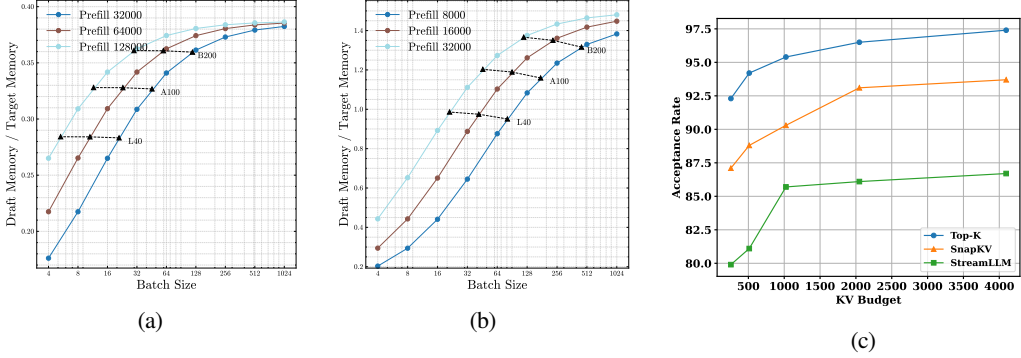 0.40
0.35
0.30
0.25
0.20
Draft Memory / Target Memory
Prefill 32000
Prefill 64000
Prefill 128000
B200
A100
L40
4 8 16 32 64 128 256 512 1024
Batch Size
(a)
1.4
1.2
1.0
0.8
0.6
0.4
0.2
Draft Memory / Target Memory
Prefill 8000
Prefill 16000
Prefill 32000
B200
A100
L40
4 8 16 32 64 128 256 512 1024
Batch Size
(b)
97.5
95.0
92.5
90.0
87.5
85.0
82.5
80.0
Acceptance Rate
Top-K
SnapKV
StreamLLM
500 1000 1500 2000 2500 3000 3500 4000
KV Budget
(c)